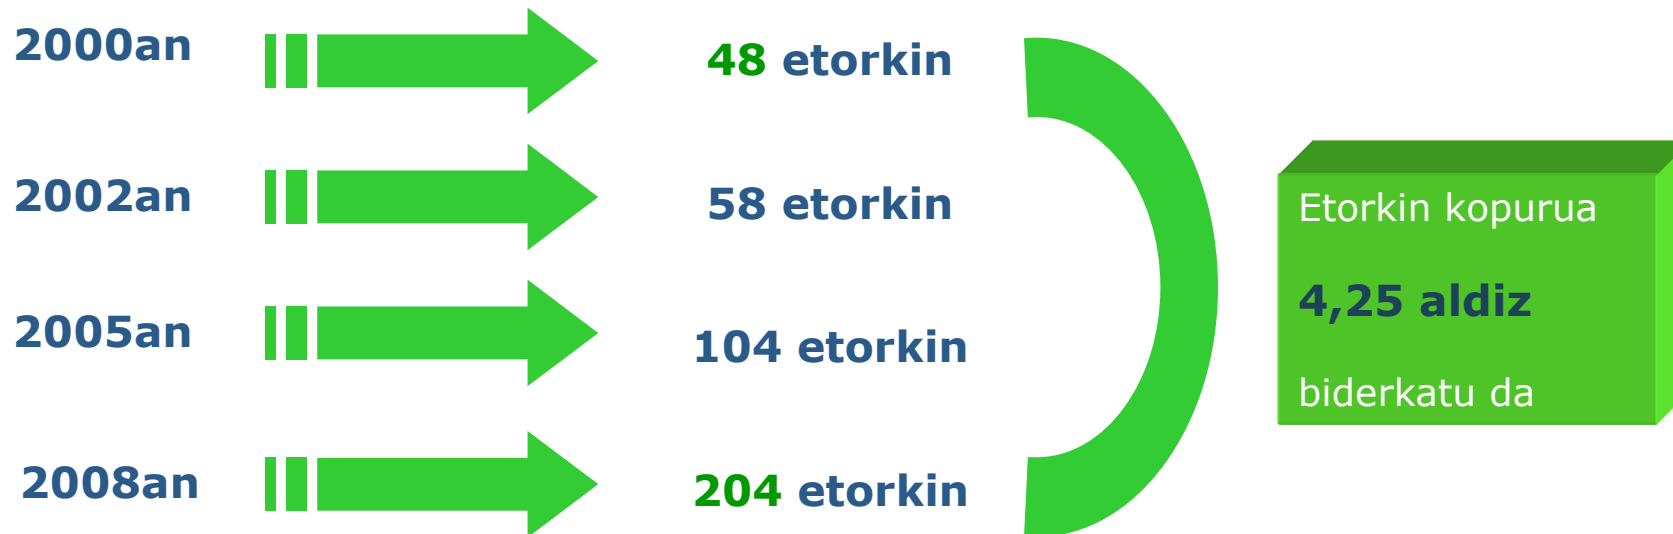 2000an
48 etorkin
2002an
58 etorkin
2005an
104 etorkin
2008an
204 etorkin
Etorkin kopurua
4,25 aldiz
biderkatu da